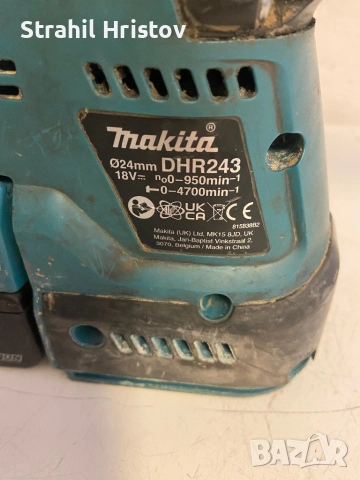 Strahil Hristov
makita®
Ø24mm DHR243
18V⎓ n₀0-950min⁻¹
0-4700min⁻¹
UK CA CE
Makita (UK) Ltd, MK15 8JD, UK
Makita, Jan-Baptist Vinkstraat 2,
3070, Belgium / Made in China
BAZAR